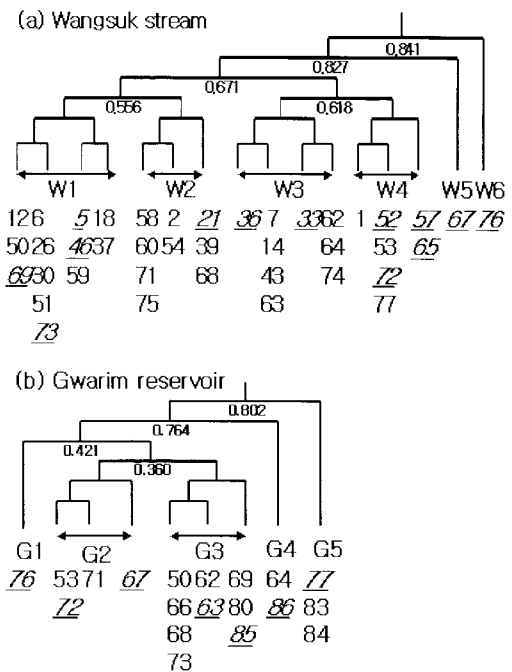 (a) Wangsuk stream
0.841
0.827
0.671
0.556 0.618
W1 W2 W3 W4 W5 W6
12 6 5 18 58 2 21 36 7 33 62 1 52 57 67 76
50 26 46 37 60 54 39 14 64 53 65
69 30 59 71 68 43 74 72
51 75 63 77
73
(b) Gwarim reservoir
0.802
0.764
0.421
0.360
G1 G2 G3 G4 G5
76 53 71 67 50 62 69 64 77
72 66 63 80 86 83
68 85 84
73